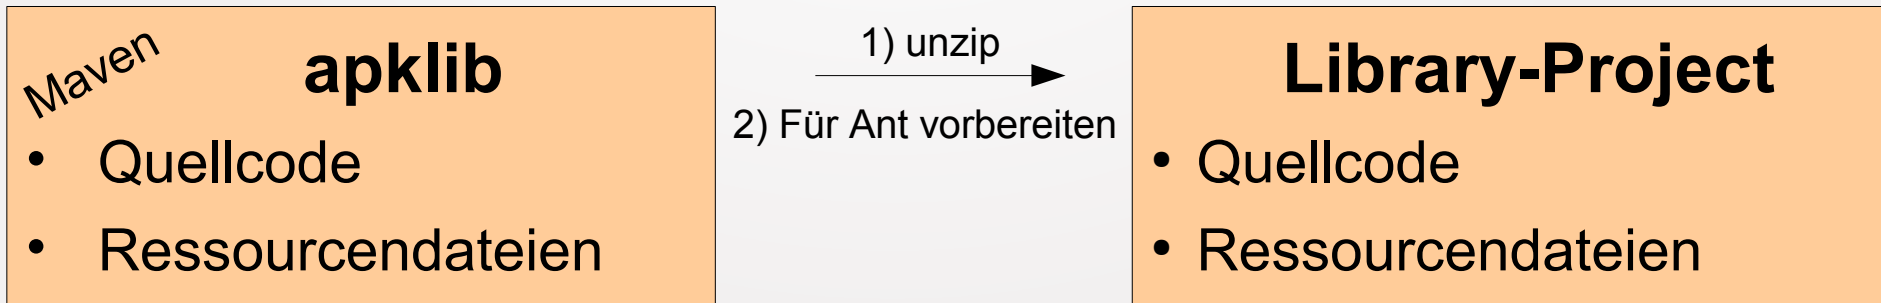 Maven
apklib
• Quellcode
• Ressourcendateien
1) unzip
2) Für Ant vorbereiten
Library-Project
• Quellcode
• Ressourcendateien